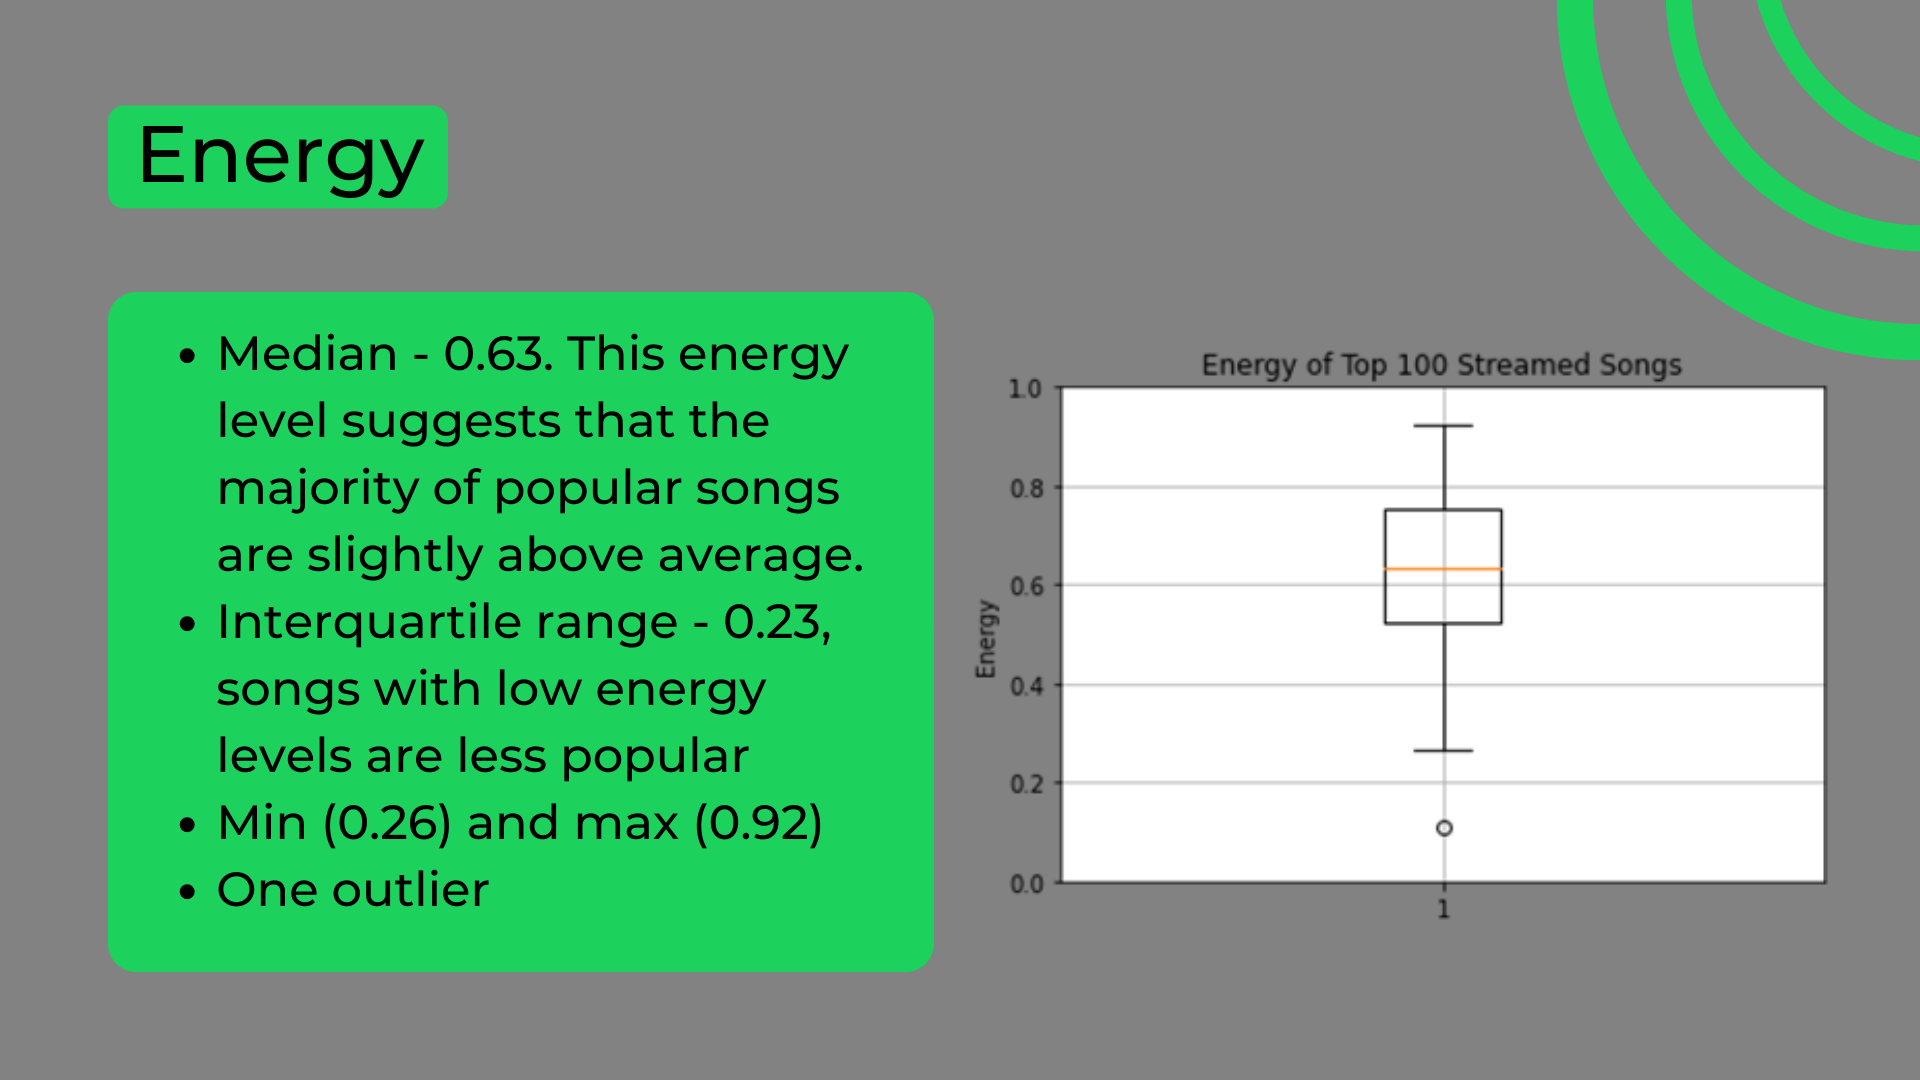 Energy
• Median - 0.63. This energy
level suggests that the
majority of popular songs
are slightly above average.
• Interquartile range - 0.23,
songs with low energy
levels are less popular
• Min (0.26) and max (0.92)
• One outlier
Energy of Top 100 Streamed Songs
1.0
0.8
0.6
0.4
0.2
0.0
Energy
1